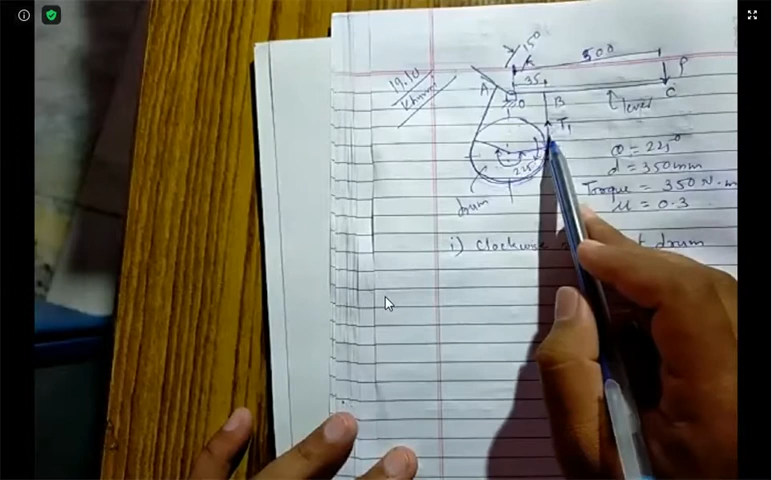 19.10
Khurmi
150
500
35
P
A
O
B
C
T1
lever
225°
drum
θ = 225°
d = 350 mm
Torque = 350 N-m
μ = 0.3
i) Clockwise drum